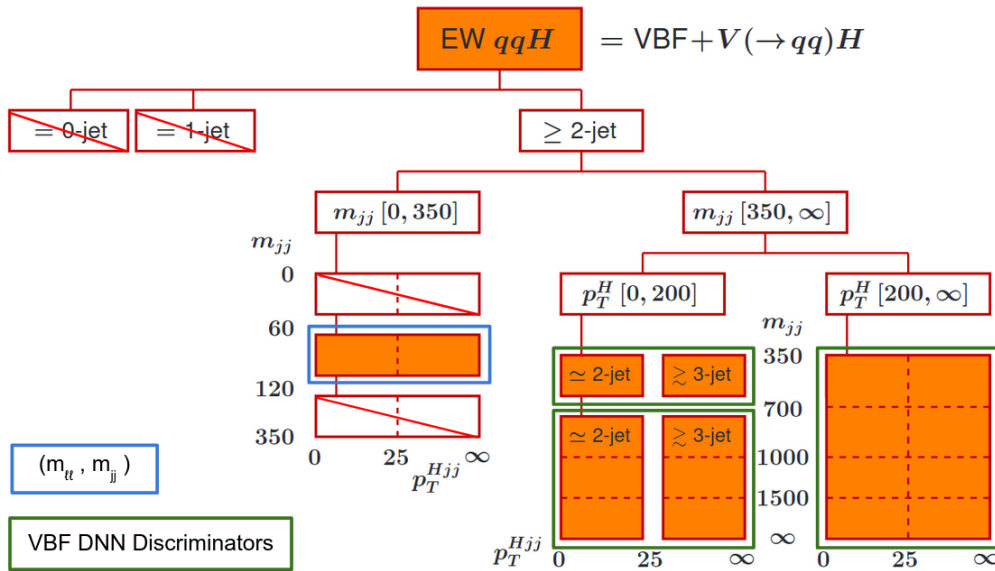 EW qqH = VBF + V(→ qq)H
= 0-jet = 1-jet ≥ 2-jet
m_jj [0, 350] m_jj [350, ∞]
m_jj
0
60
120
350
0 25 ∞
p_T^Hjj
p_T^H [0, 200] p_T^H [200, ∞]
m_jj
350
700
1000
1500
∞
≃ 2-jet ≳ 3-jet
≃ 2-jet ≳ 3-jet
p_T^Hjj 0 25 ∞ 0 25 ∞
(m_ℓℓ , m_jj )
VBF DNN Discriminators